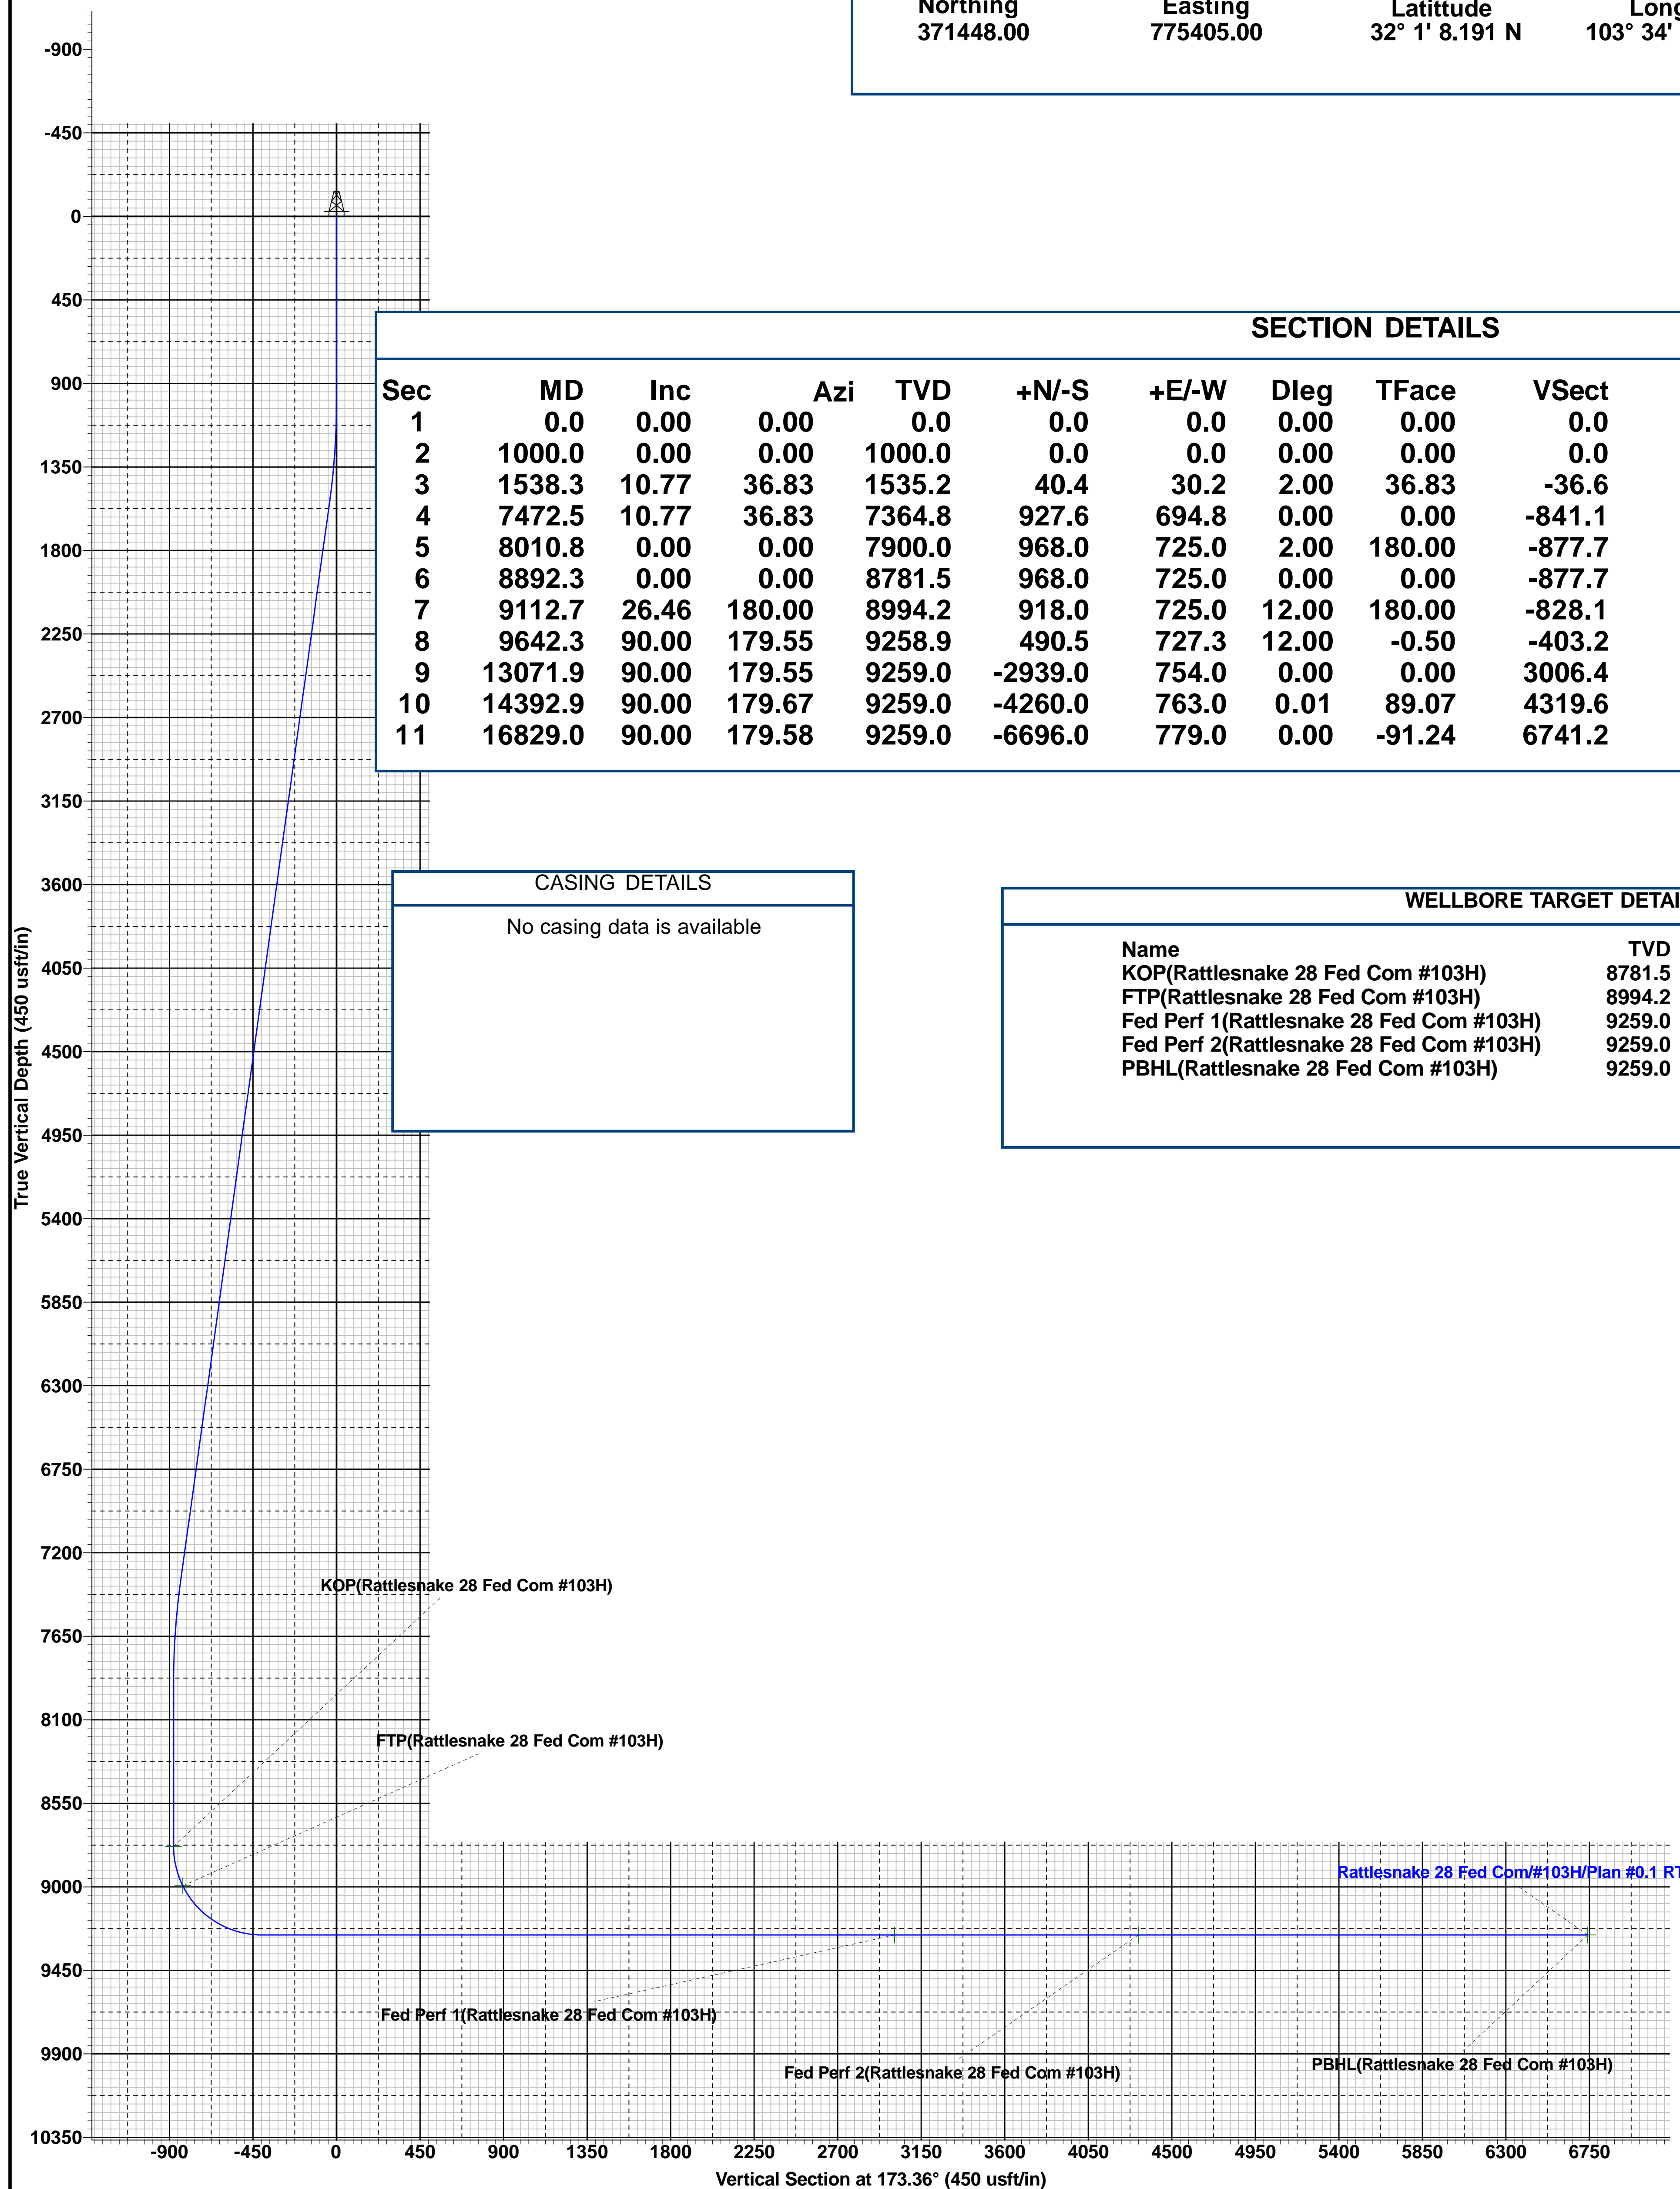 Northing Easting Latittude Long
371448.00 775405.00 32° 1' 8.191 N 103° 34'
-900
-450
0
450
900
1350
1800
2250
2700
3150
3600
4050
4500
4950
5400
5850
6300
6750
7200
7650
8100
8550
9000
9450
9900
10350
True Vertical Depth (450 usft/in)
SECTION DETAILS
Sec MD Inc Azi TVD +N/-S +E/-W Dleg TFace VSect
1 0.0 0.00 0.00 0.0 0.0 0.0 0.00 0.00 0.0
2 1000.0 0.00 0.00 1000.0 0.0 0.0 0.00 0.00 0.0
3 1538.3 10.77 36.83 1535.2 40.4 30.2 2.00 36.83 -36.6
4 7472.5 10.77 36.83 7364.8 927.6 694.8 0.00 0.00 -841.1
5 8010.8 0.00 0.00 7900.0 968.0 725.0 2.00 180.00 -877.7
6 8892.3 0.00 0.00 8781.5 968.0 725.0 0.00 0.00 -877.7
7 9112.7 26.46 180.00 8994.2 918.0 725.0 12.00 180.00 -828.1
8 9642.3 90.00 179.55 9258.9 490.5 727.3 12.00 -0.50 -403.2
9 13071.9 90.00 179.55 9259.0 -2939.0 754.0 0.00 0.00 3006.4
10 14392.9 90.00 179.67 9259.0 -4260.0 763.0 0.01 89.07 4319.6
11 16829.0 90.00 179.58 9259.0 -6696.0 779.0 0.00 -91.24 6741.2
CASING DETAILS
No casing data is available
WELLBORE TARGET DETAI
Name TVD
KOP(Rattlesnake 28 Fed Com #103H) 8781.5
FTP(Rattlesnake 28 Fed Com #103H) 8994.2
Fed Perf 1(Rattlesnake 28 Fed Com #103H) 9259.0
Fed Perf 2(Rattlesnake 28 Fed Com #103H) 9259.0
PBHL(Rattlesnake 28 Fed Com #103H) 9259.0
KOP(Rattlesnake 28 Fed Com #103H)
FTP(Rattlesnake 28 Fed Com #103H)
Rattlesnake 28 Fed Com/#103H/Plan #0.1 RT
Fed Perf 1(Rattlesnake 28 Fed Com #103H)
Fed Perf 2(Rattlesnake 28 Fed Com #103H)
PBHL(Rattlesnake 28 Fed Com #103H)
-900 -450 0 450 900 1350 1800 2250 2700 3150 3600 4050 4500 4950 5400 5850 6300 6750
Vertical Section at 173.36° (450 usft/in)